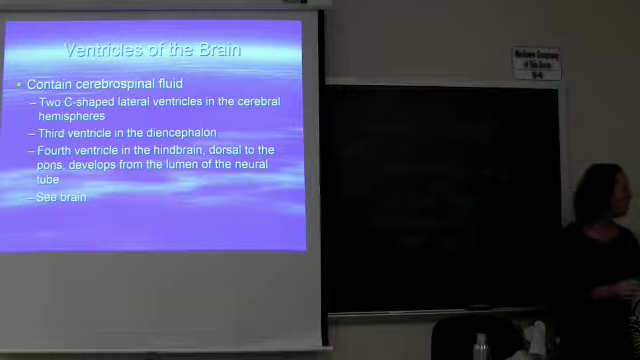 Ventricles of the Brain
Contain cerebrospinal fluid
– Two C-shaped lateral ventricles in the cerebral
hemispheres
– Third ventricle in the diencephalon
– Fourth ventricle in the hindbrain, dorsal to the
pons, develops from the lumen of the neural
tube
– See brain